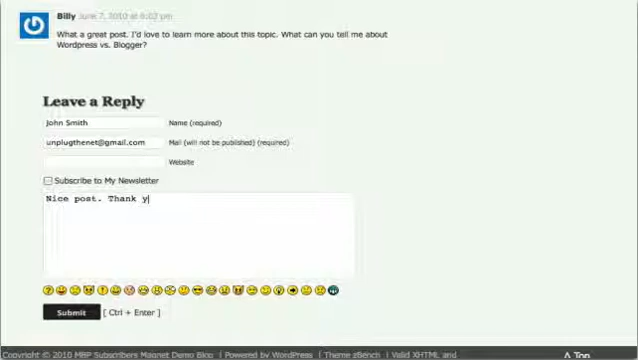 Billy June 7, 2010 at 6:02 pm
What a great post. I'd love to learn more about this topic. What can you tell me about
Wordpress vs. Blogger?
Leave a Reply
John Smith Name (required)
unplugthenet@gmail.com Mail (will not be published) (required)
Website
Subscribe to My Newsletter
Nice post. Thank y
Submit [ Ctrl + Enter ]
Copyright © 2010 MBP Subscribers Magnet Demo Blog | Powered by WordPress | Theme zBench | Valid XHTML and
^ Top